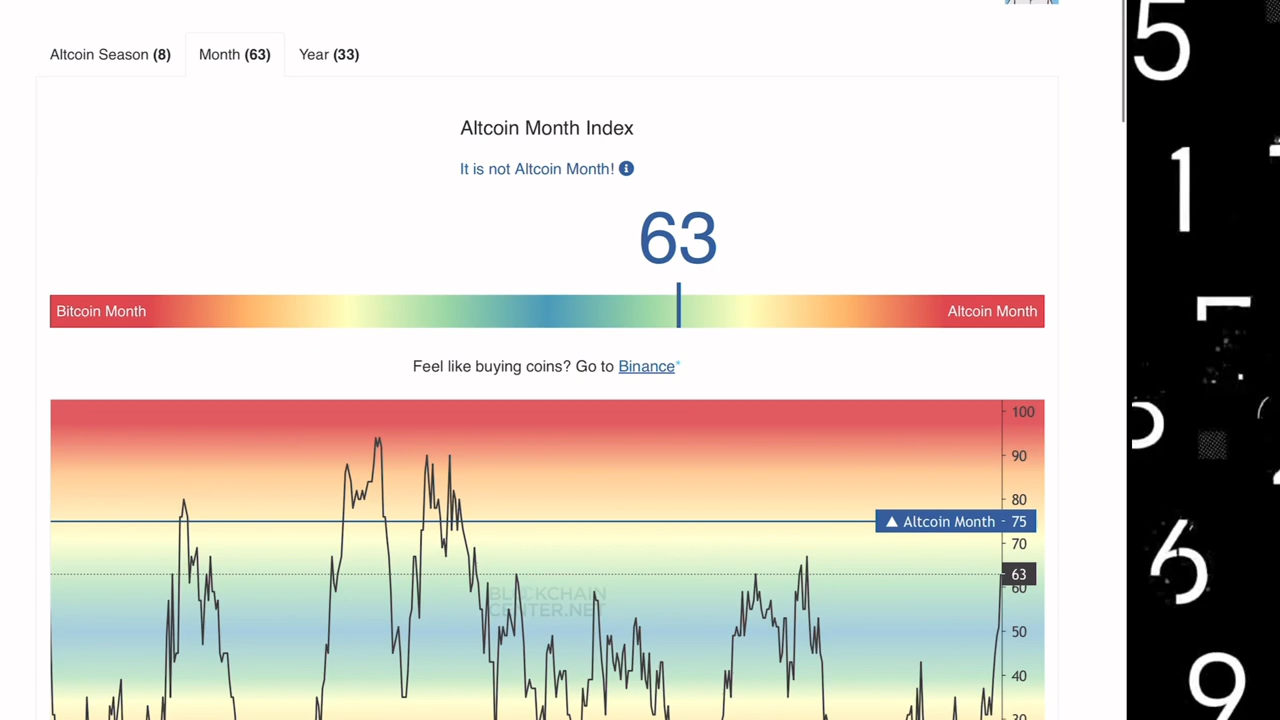 Altcoin Season (8) Month (63) Year (33)
Altcoin Month Index
It is not Altcoin Month!
63
Bitcoin Month Altcoin Month
Feel like buying coins? Go to Binance*
100
90
80
▲ Altcoin Month - 75
70
63
60
BLOCKCHAIN
CENTER.NET
50
40
30
5
1
6
9